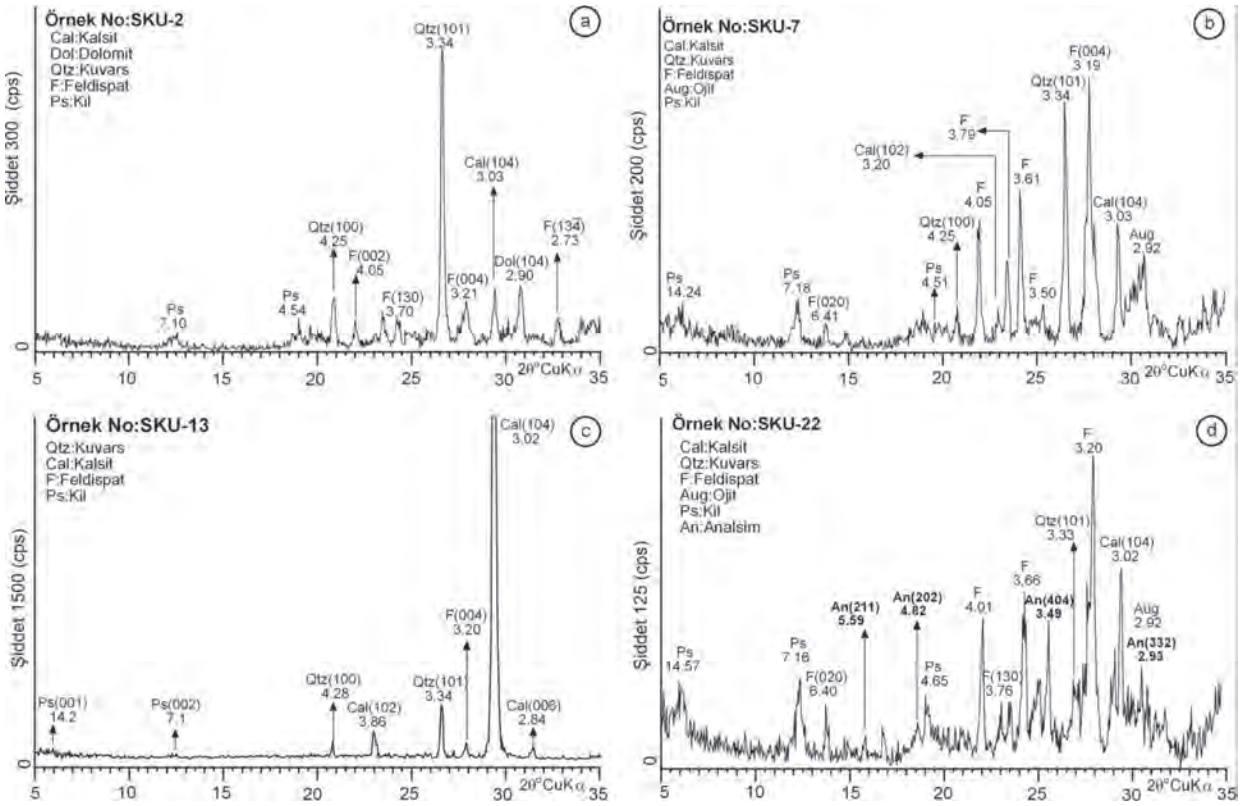 Örnek No:SKU-2
Cal:Kalsit
Dol:Dolomit
Qtz:Kuvars
F:Feldispat
Ps:Kil
a
Şiddet 300 (cps)
0
Ps
7.10
Ps
4.54
Qtz(100)
4.25
F(002)
4.05
F(130)
3.70
Qtz(101)
3.34
F(004)
3.21
Cal(104)
3.03
Dol(104)
2.90
F(134̄)
2.73
5
10
15
20
25
30
35
2θ°CuKα
Örnek No:SKU-7
Cal:Kalsit
Qtz:Kuvars
F:Feldispat
Aug:Ojit
Ps:Kil
b
Şiddet 200 (cps)
0
Ps
14.24
Ps
7.18
F(020)
6.41
Ps
4.51
Qtz(100)
4.25
F
4.05
Cal(102)
3.20
F
3.79
F
3.61
F
3.50
Qtz(101)
3.34
F(004)
3.19
Cal(104)
3.03
Aug
2.92
5
10
15
20
25
30
35
2θ°CuKα
Örnek No:SKU-13
Qtz:Kuvars
Cal:Kalsit
F:Feldispat
Ps:Kil
c
Şiddet 1500 (cps)
0
Ps(001)
14.2
Ps(002)
7.1
Qtz(100)
4.28
Cal(102)
3.86
Qtz(101)
3.34
F(004)
3.20
Cal(104)
3.02
Cal(006)
2.84
5
10
15
20
25
30
35
2θ°CuKα
Örnek No:SKU-22
Cal:Kalsit
Qtz:Kuvars
F:Feldispat
Aug:Ojit
Ps:Kil
An:Analsim
d
Şiddet 125 (cps)
0
Ps
14.57
Ps
7.16
F(020)
6.40
An(211)
5.59
An(202)
4.82
Ps
4.65
F
4.01
F(130)
3.76
F
3.66
An(404)
3.49
Qtz(101)
3.33
F
3.20
Cal(104)
3.02
Aug
2.92
An(332)
2.93
5
10
15
20
25
30
35
2θ°CuKα